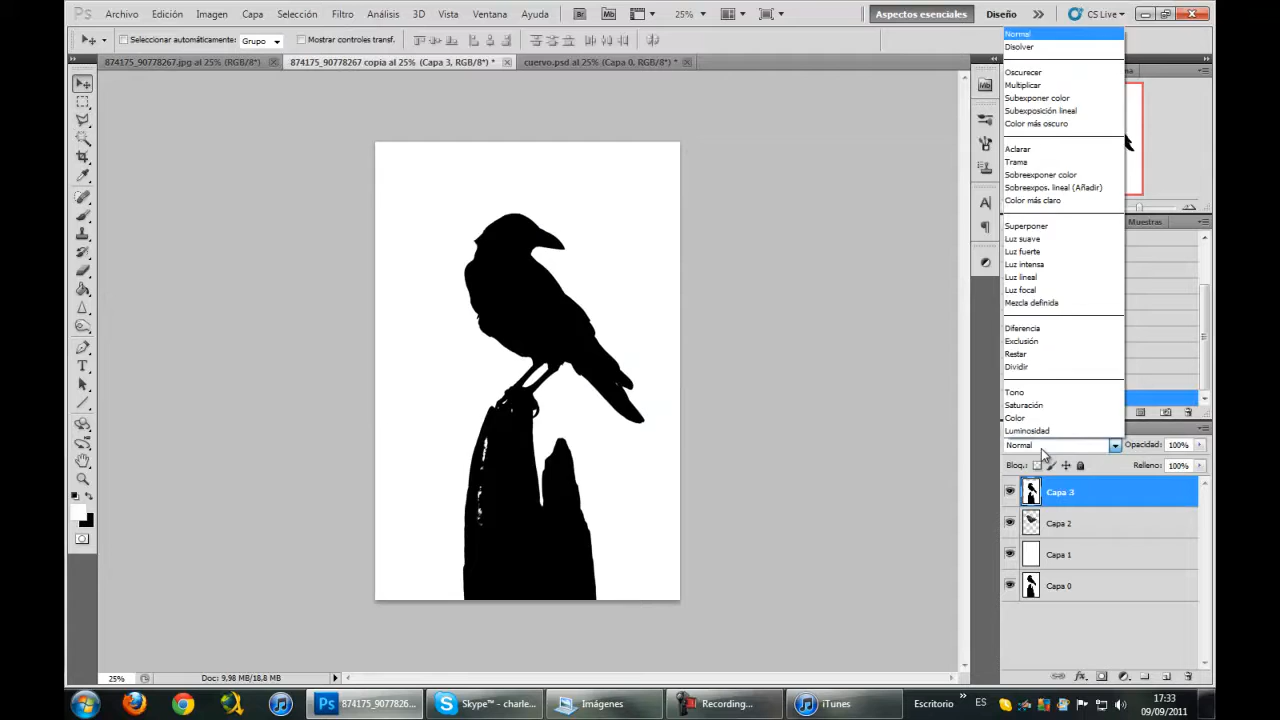 Ps Archivo Edición Imagen Capa Selección Filtro Análisis 3D Vista Ventana Ayuda Br Mb 25% Aspectos esenciales Diseño CS Live
Seleccionar automáticamente: Grupo Mostrar controles transf.
874175_90778267.jpg al 25% (RGB/8*) 874175_90778267 copia al 25% (Capa 3, RGB/8*) * cuervo.psd al 25% (Capa 0, RGB/8*) *
Normal
Disolver
Oscurecer
Multiplicar
Subexponer color
Subexposición lineal
Color más oscuro
Aclarar
Trama
Sobreexponer color
Sobreexpos. lineal (Añadir)
Color más claro
Muestras
Superponer
Luz suave
Luz fuerte
Luz intensa
Luz lineal
Luz focal
Mezcla definida
Diferencia
Exclusión
Restar
Dividir
Tono
Saturación
Color
Luminosidad
Normal Opacidad: 100%
Bloq.: Relleno: 100%
Capa 3
Capa 2
Capa 1
Capa 0
25% Doc: 9,98 MB/18,8 MB
874175_9077826... Skype™ - charle... Imágenes Recording... iTunes Escritorio ES 17:33
09/09/2011